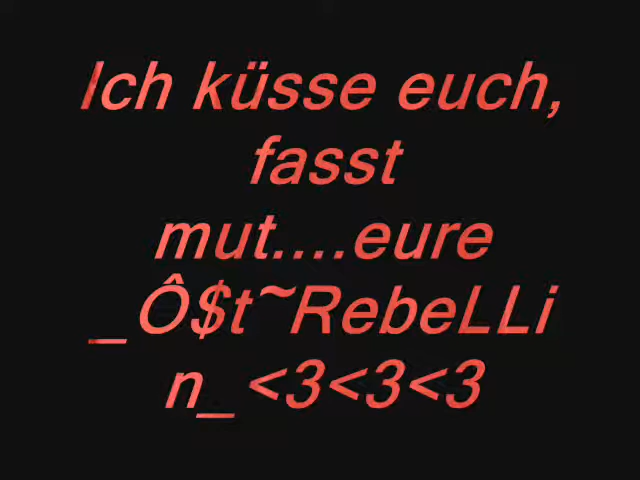 Ich küsse euch,
fasst
mut....eure
_Ô$t~RebeLLi
n_<3<3<3